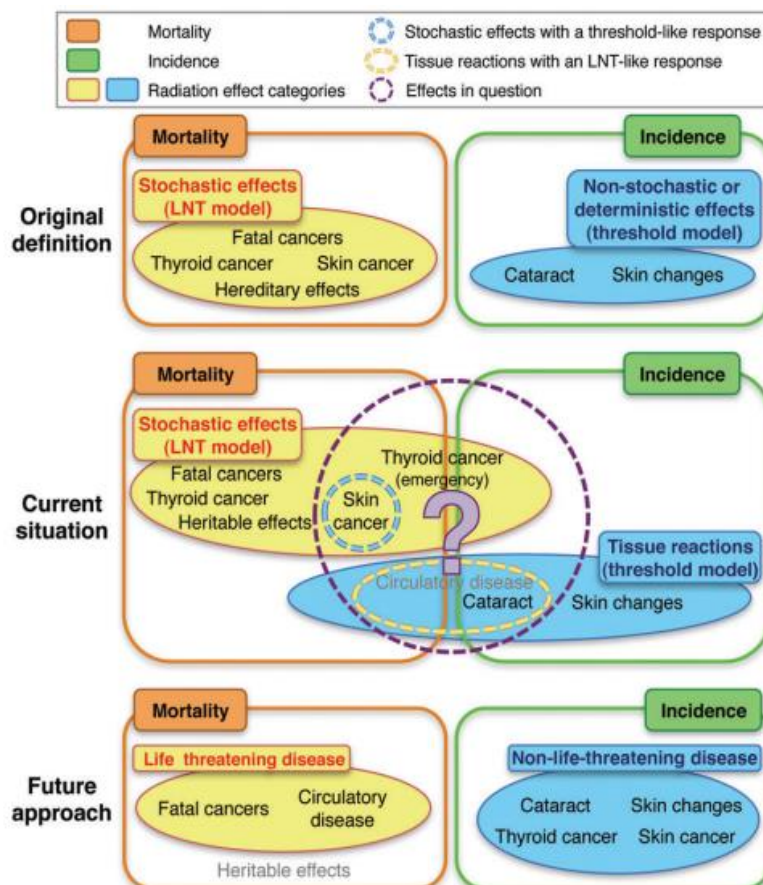 Mortality
Stochastic effects with a threshold-like response
Incidence
Tissue reactions with an LNT-like response
Radiation effect categories
Effects in question
Original
definition
Mortality
Stochastic effects
(LNT model)
Fatal cancers
Thyroid cancer Skin cancer
Hereditary effects
Incidence
Non-stochastic or
deterministic effects
(threshold model)
Cataract Skin changes
Current
situation
Mortality
Stochastic effects
(LNT model)
Fatal cancers
Thyroid cancer
Heritable effects
Skin
cancer
Thyroid cancer
(emergency)
?
Incidence
Tissue reactions
(threshold model)
Circulatory disease
Cataract
Skin changes
Future
approach
Mortality
Life threatening disease
Fatal cancers
Circulatory
disease
Heritable effects
Incidence
Non-life-threatening disease
Cataract Skin changes
Thyroid cancer Skin cancer